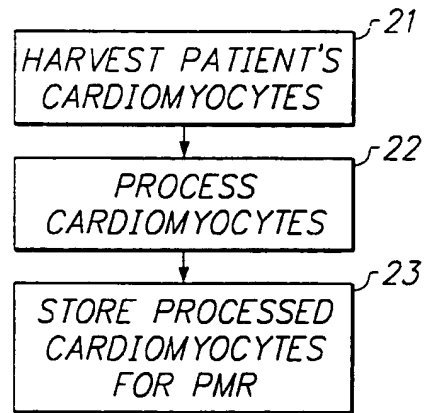 21
HARVEST PATIENT'S
CARDIOMYOCYTES
22
PROCESS
CARDIOMYOCYTES
23
STORE PROCESSED
CARDIOMYOCYTES
FOR PMR